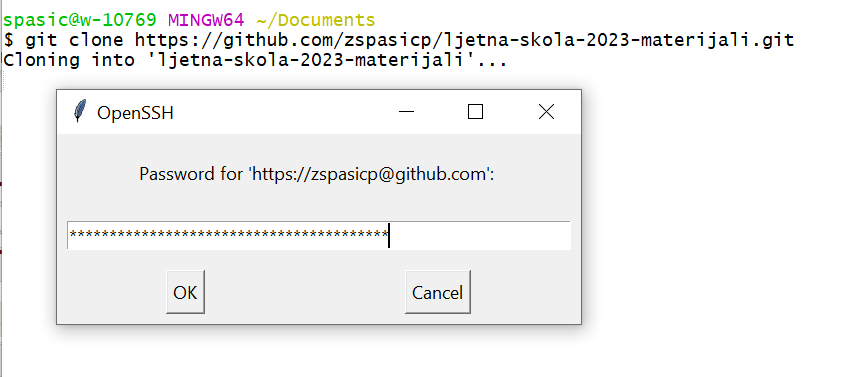 spasic@w-10769 MINGW64 ~/Documents
$ git clone https://github.com/zspasicp/ljetna-skola-2023-materijali.git
Cloning into 'ljetna-skola-2023-materijali'...
OpenSSH
Password for 'https://zspasicp@github.com':
****************************************
OK Cancel